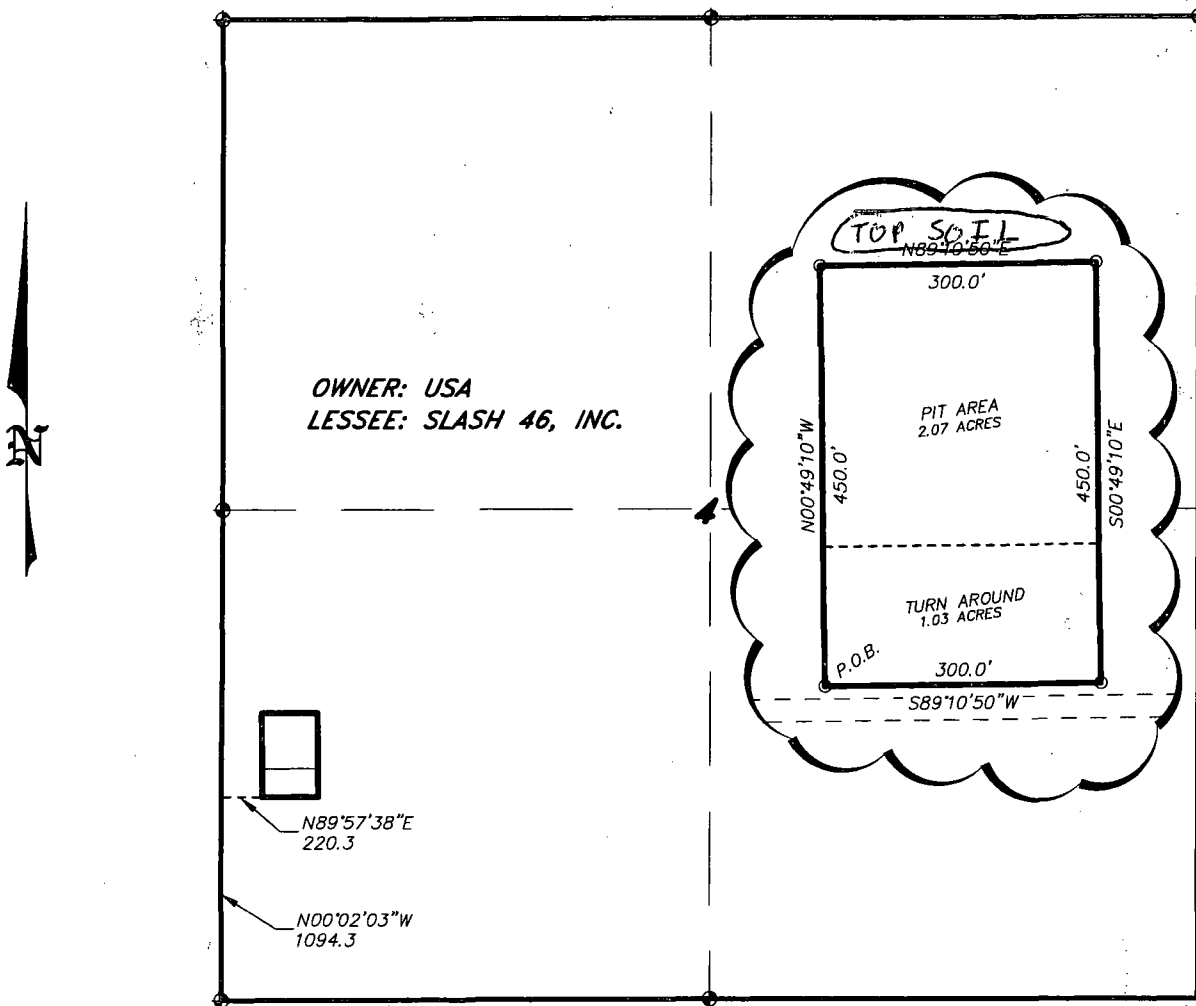 TOP SOIL
N89°10'50"E
300.0'
N
OWNER: USA
LESSEE: SLASH 46, INC.
PIT AREA
2.07 ACRES
N00°49'10"W
450.0'
450.0'
S00°49'10"E
4
TURN AROUND
1.03 ACRES
P.O.B.
300.0'
S89°10'50"W
N89°57'38"E
220.3
N00°02'03"W
1094.3